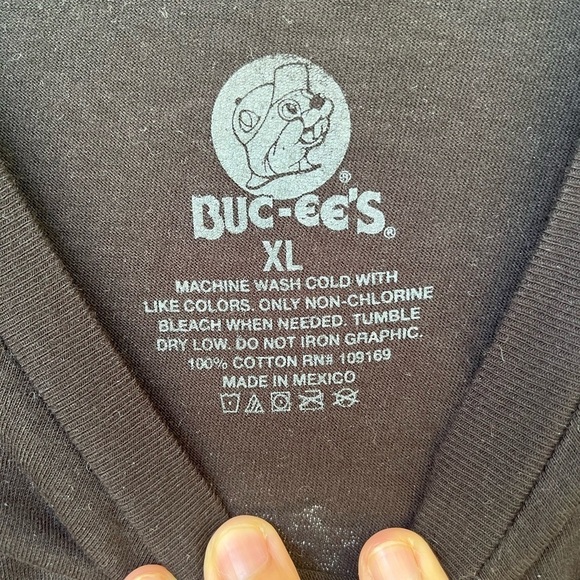 BUC-EE'S®
XL
MACHINE WASH COLD WITH
LIKE COLORS. ONLY NON-CHLORINE
BLEACH WHEN NEEDED. TUMBLE
DRY LOW. DO NOT IRON GRAPHIC.
100% COTTON RN# 109169
MADE IN MEXICO